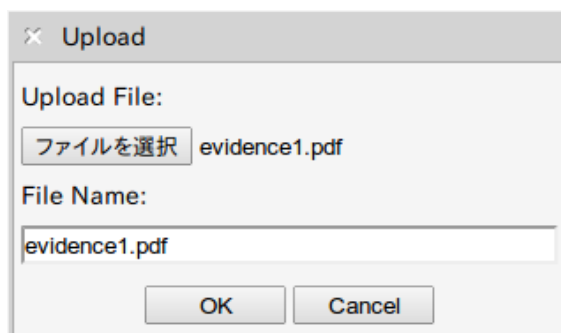 Upload
Upload File:
ファイルを選択 evidence1.pdf
File Name:
evidence1.pdf
OK Cancel